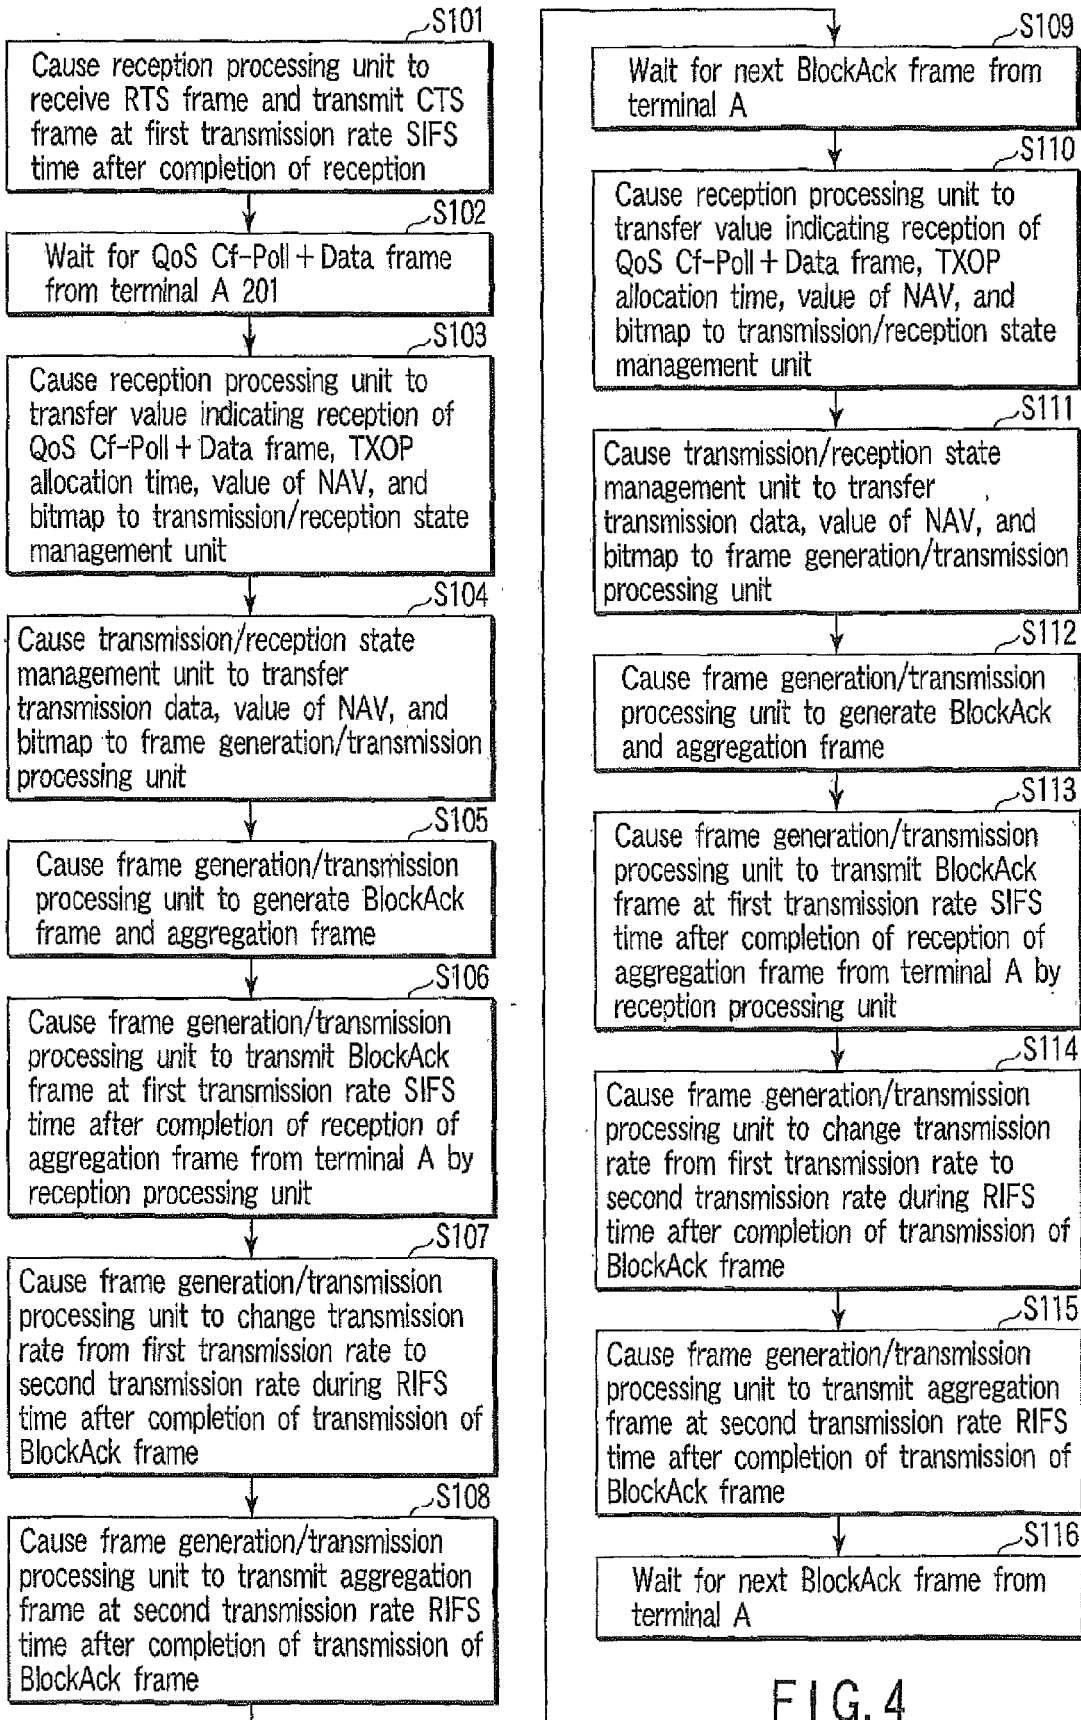 S101
Cause reception processing unit to
receive RTS frame and transmit CTS
frame at first transmission rate SIFS
time after completion of reception
S102
Wait for QoS Cf-Poll+Data frame
from terminal A 201
S103
Cause reception processing unit to
transfer value indicating reception of
QoS Cf-Poll+Data frame, TXOP
allocation time, value of NAV, and
bitmap to transmission/reception state
management unit
S104
Cause transmission/reception state
management unit to transfer
transmission data, value of NAV, and
bitmap to frame generation/transmission
processing unit
S105
Cause frame generation/transmission
processing unit to generate BlockAck
frame and aggregation frame
S106
Cause frame generation/transmission
processing unit to transmit BlockAck
frame at first transmission rate SIFS
time after completion of reception of
aggregation frame from terminal A by
reception processing unit
S107
Cause frame generation/transmission
processing unit to change transmission
rate from first transmission rate to
second transmission rate during RIFS
time after completion of transmission of
BlockAck frame
S108
Cause frame generation/transmission
processing unit to transmit aggregation
frame at second transmission rate RIFS
time after completion of transmission of
BlockAck frame
S109
Wait for next BlockAck frame from
terminal A
S110
Cause reception processing unit to
transfer value indicating reception of
QoS Cf-Poll+Data frame, TXOP
allocation time, value of NAV, and
bitmap to transmission/reception state
management unit
S111
Cause transmission/reception state
management unit to transfer
transmission data, value of NAV, and
bitmap to frame generation/transmission
processing unit
S112
Cause frame generation/transmission
processing unit to generate BlockAck
and aggregation frame
S113
Cause frame generation/transmission
processing unit to transmit BlockAck
frame at first transmission rate SIFS
time after completion of reception of
aggregation frame from terminal A by
reception processing unit
S114
Cause frame generation/transmission
processing unit to change transmission
rate from first transmission rate to
second transmission rate during RIFS
time after completion of transmission of
BlockAck frame
S115
Cause frame generation/transmission
processing unit to transmit aggregation
frame at second transmission rate RIFS
time after completion of transmission of
BlockAck frame
S116
Wait for next BlockAck frame from
terminal A
FIG. 4